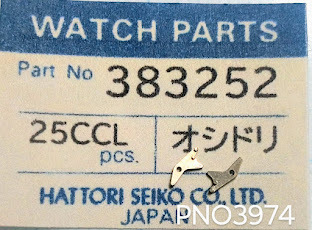 WATCH PARTS
Part No 383252
25CCL オシドリ
pcs.
HATTORI SEIKO CO., LTD.
JAPAN
PNO3974